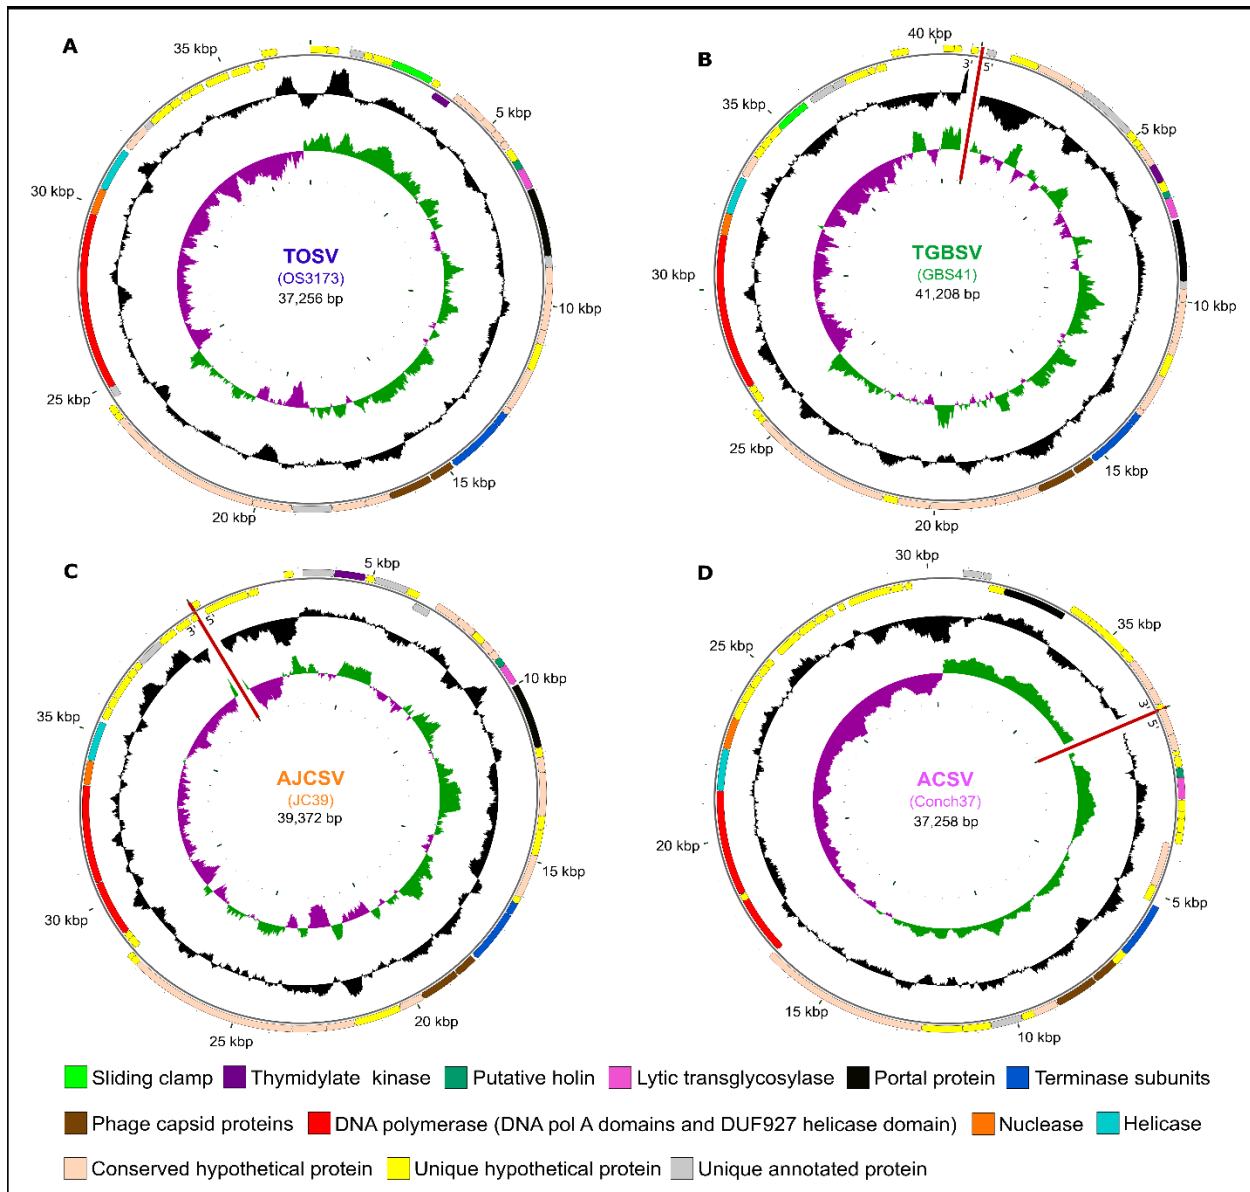 A
35 kbp
5 kbp
30 kbp
TOSV
(OS3173)
37,256 bp
10 kbp
25 kbp
15 kbp
20 kbp
B
40 kbp
3' 5'
35 kbp
5 kbp
TGBSV
(GBS41)
41,208 bp
30 kbp
10 kbp
25 kbp
15 kbp
20 kbp
C
5 kbp
3' 5'
10 kbp
35 kbp
AJCSV
(JC39)
39,372 bp
15 kbp
30 kbp
20 kbp
25 kbp
D
30 kbp
35 kbp
25 kbp
3' 5'
ACSV
(Conch37)
37,258 bp
20 kbp
5 kbp
15 kbp
10 kbp
Sliding clamp Thymidylate kinase Putative holin Lytic transglycosylase Portal protein Terminase subunits
Phage capsid proteins DNA polymerase (DNA pol A domains and DUF927 helicase domain) Nuclease Helicase
Conserved hypothetical protein Unique hypothetical protein Unique annotated protein